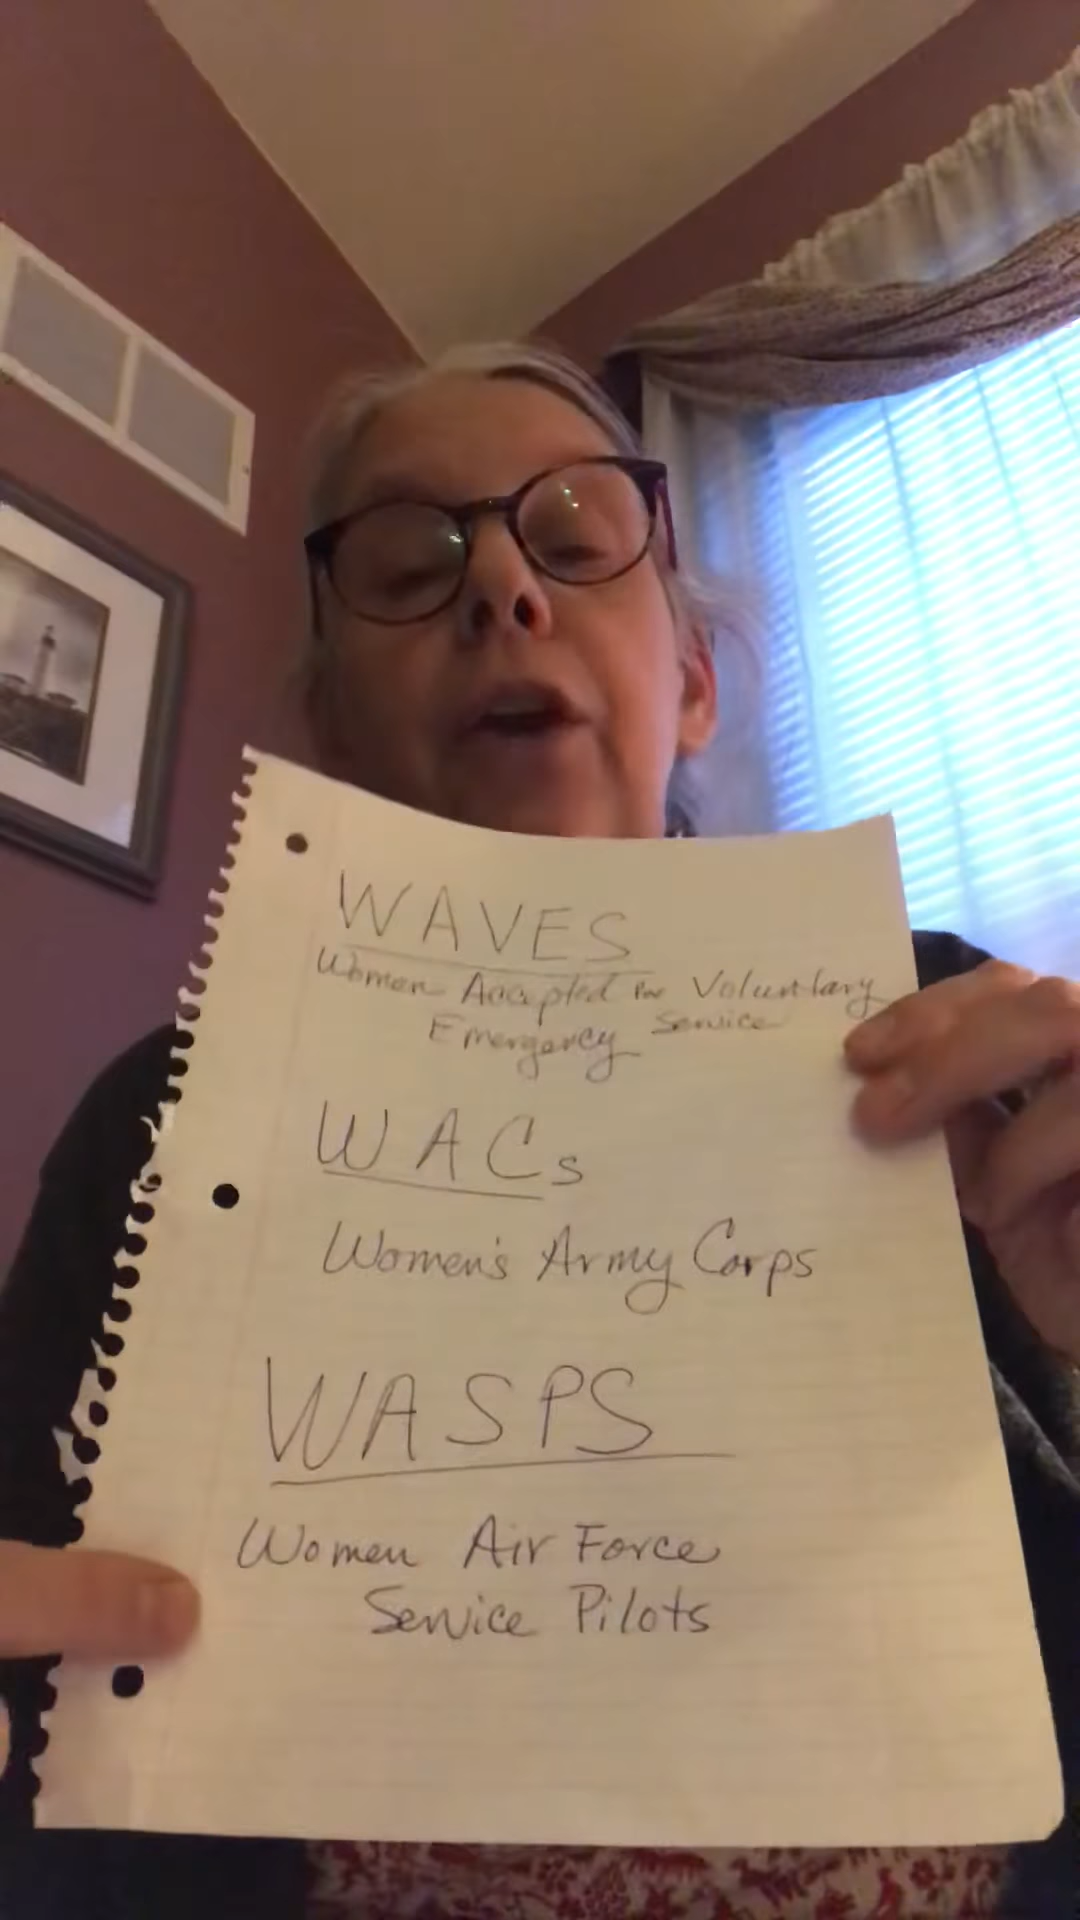 WAVES
Women Accepted for Voluntary
Emergency Service
WACs
Women's Army Corps
WASPS
Women Air Force
Service Pilots